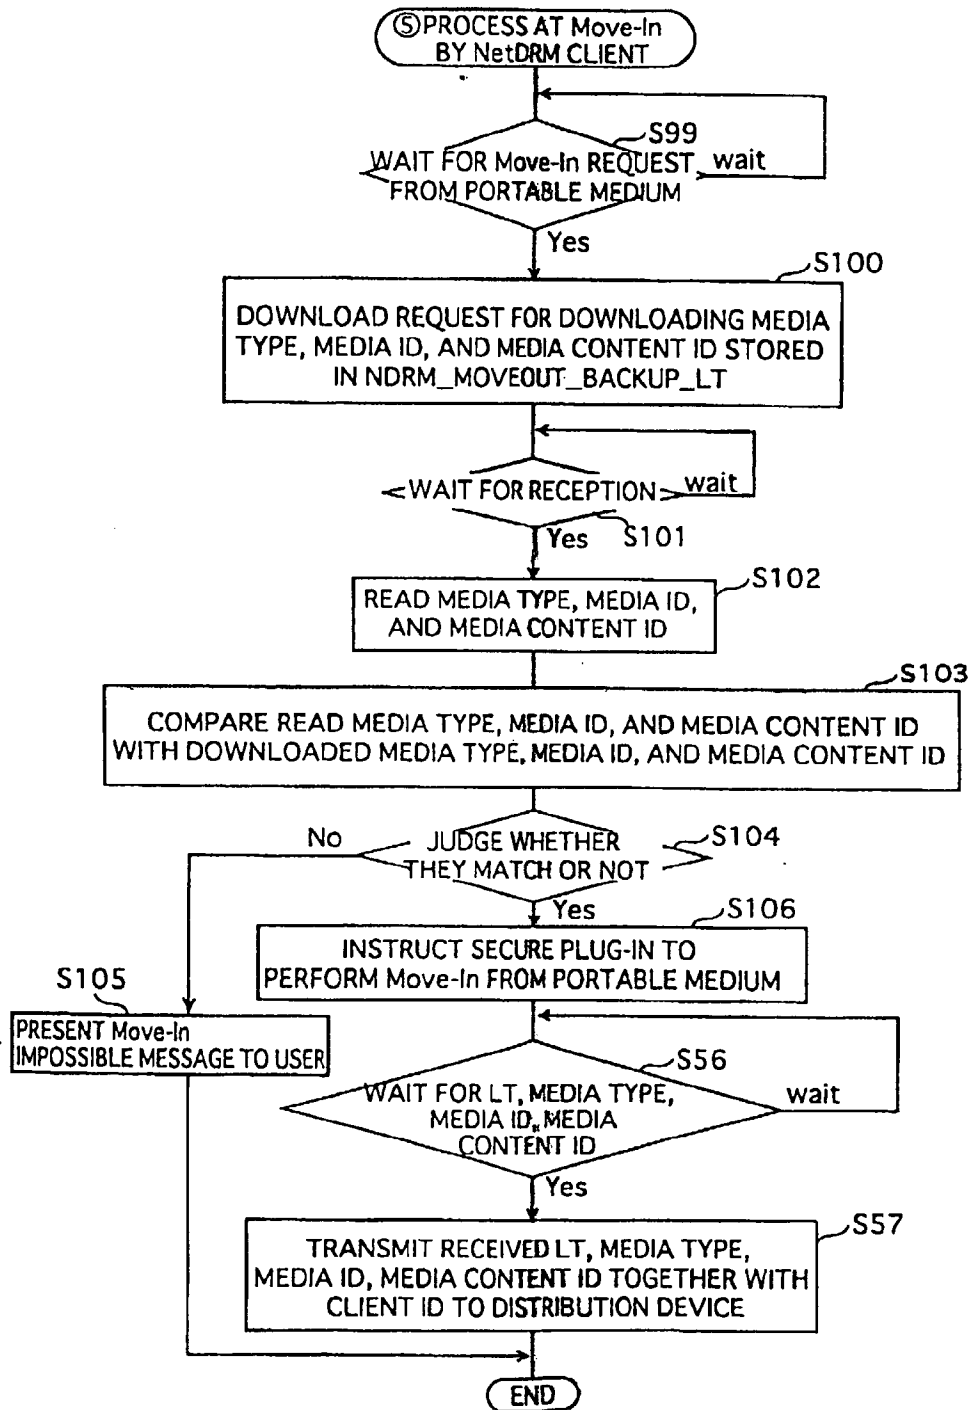 ⓈPROCESS AT Move-In
BY NetDRM CLIENT
S99
WAIT FOR Move-In REQUEST
wait
FROM PORTABLE MEDIUM
Yes
S100
DOWNLOAD REQUEST FOR DOWNLOADING MEDIA
TYPE, MEDIA ID, AND MEDIA CONTENT ID STORED
IN NDRM_MOVEOUT_BACKUP_LT
WAIT FOR RECEPTION
wait
Yes
S101
S102
READ MEDIA TYPE, MEDIA ID,
AND MEDIA CONTENT ID
S103
COMPARE READ MEDIA TYPE, MEDIA ID, AND MEDIA CONTENT ID
WITH DOWNLOADED MEDIA TYPE, MEDIA ID, AND MEDIA CONTENT ID
No
JUDGE WHETHER
THEY MATCH OR NOT
S104
Yes
S106
INSTRUCT SECURE PLUG-IN TO
PERFORM Move-In FROM PORTABLE MEDIUM
S105
PRESENT Move-In
IMPOSSIBLE MESSAGE TO USER
S56
WAIT FOR LT, MEDIA TYPE,
MEDIA ID, MEDIA
CONTENT ID
wait
Yes
S57
TRANSMIT RECEIVED LT, MEDIA TYPE,
MEDIA ID, MEDIA CONTENT ID TOGETHER WITH
CLIENT ID TO DISTRIBUTION DEVICE
END